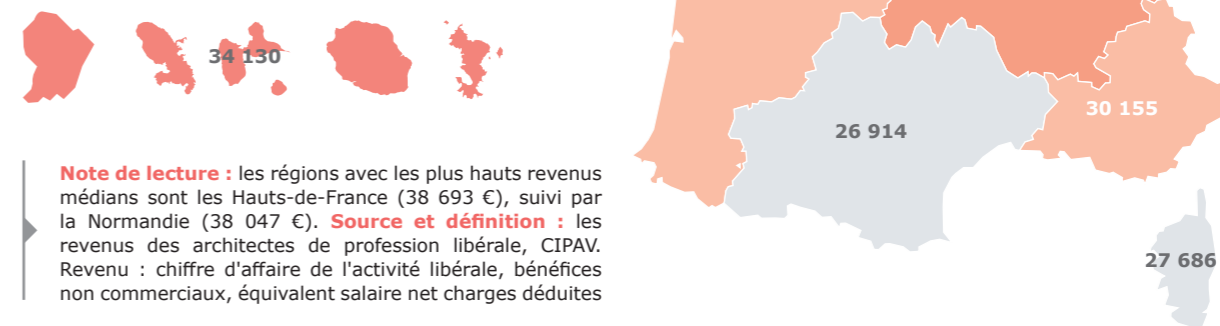 34 130
26 914
30 155
27 686
Note de lecture : les régions avec les plus hauts revenus
médians sont les Hauts-de-France (38 693 €), suivi par
la Normandie (38 047 €). Source et définition : les
revenus des architectes de profession libérale, CIPAV.
Revenu : chiffre d'affaire de l'activité libérale, bénéfices
non commerciaux, équivalent salaire net charges déduites